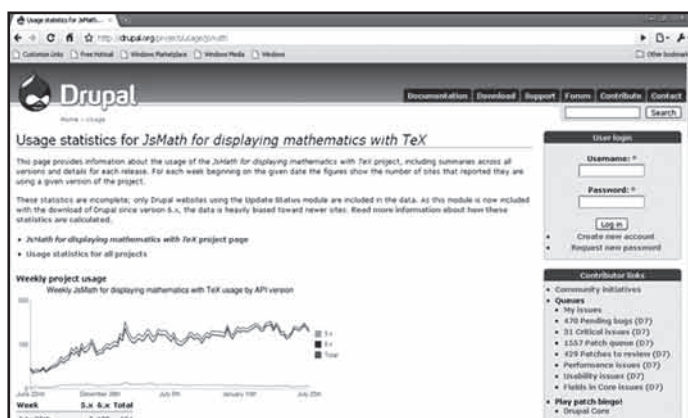 Usage statistics for JsMath...
http://drupal.org/project/usage/jsmath
Customize Links Free Hotmail Windows Marketplace Windows Media Windows
Other bookmarks
Drupal
Documentation Download Support Forum Contribute Contact
Home » Usage
Search
Usage statistics for JsMath for displaying mathematics with TeX
This page provides information about the usage of the JsMath for displaying mathematics with TeX project, including summaries across all
versions and details for each release. For each week beginning on the given date the figures show the number of sites that reported they are
using a given version of the project.
These statistics are incomplete; only Drupal websites using the Update Status module are included in the data. As this module is now included
with the download of Drupal since version 6.x, the data is heavily biased toward newer sites. Read more information about how these
statistics are calculated.
• JsMath for displaying mathematics with TeX project page
• Usage statistics for all projects
Weekly project usage
Weekly JsMath for displaying mathematics with TeX usage by API version
5.x
6.x
Total
December 28th July 5th January 10th July 25th
Week 5.x 6.x Total
User login
Username: *
Password: *
Log in
• Create new account
• Request new password
Contributor links
• Community initiatives
• Queues
• My issues
• 470 Pending bugs (D7)
• 31 Critical issues (D7)
• 1557 Patch queue (D7)
• 429 Patches to review (D7)
• Performance issues (D7)
• Usability issues (D7)
• Fields in Core issues (D7)
• Play patch bingo!
• Drupal Core